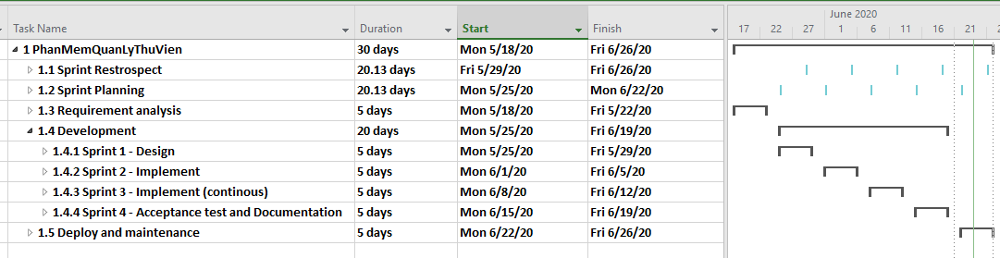 June 2020
Task Name Duration Start Finish 17 22 27 1 6 11 16 21 26
1 PhanMemQuanLyThuVien 30 days Mon 5/18/20 Fri 6/26/20
1.1 Sprint Restrospect 20.13 days Fri 5/29/20 Fri 6/26/20
1.2 Sprint Planning 20.13 days Mon 5/25/20 Mon 6/22/20
1.3 Requirement analysis 5 days Mon 5/18/20 Fri 5/22/20
1.4 Development 20 days Mon 5/25/20 Fri 6/19/20
1.4.1 Sprint 1 - Design 5 days Mon 5/25/20 Fri 5/29/20
1.4.2 Sprint 2 - Implement 5 days Mon 6/1/20 Fri 6/5/20
1.4.3 Sprint 3 - Implement (continous) 5 days Mon 6/8/20 Fri 6/12/20
1.4.4 Sprint 4 - Acceptance test and Documentation 5 days Mon 6/15/20 Fri 6/19/20
1.5 Deploy and maintenance 5 days Mon 6/22/20 Fri 6/26/20